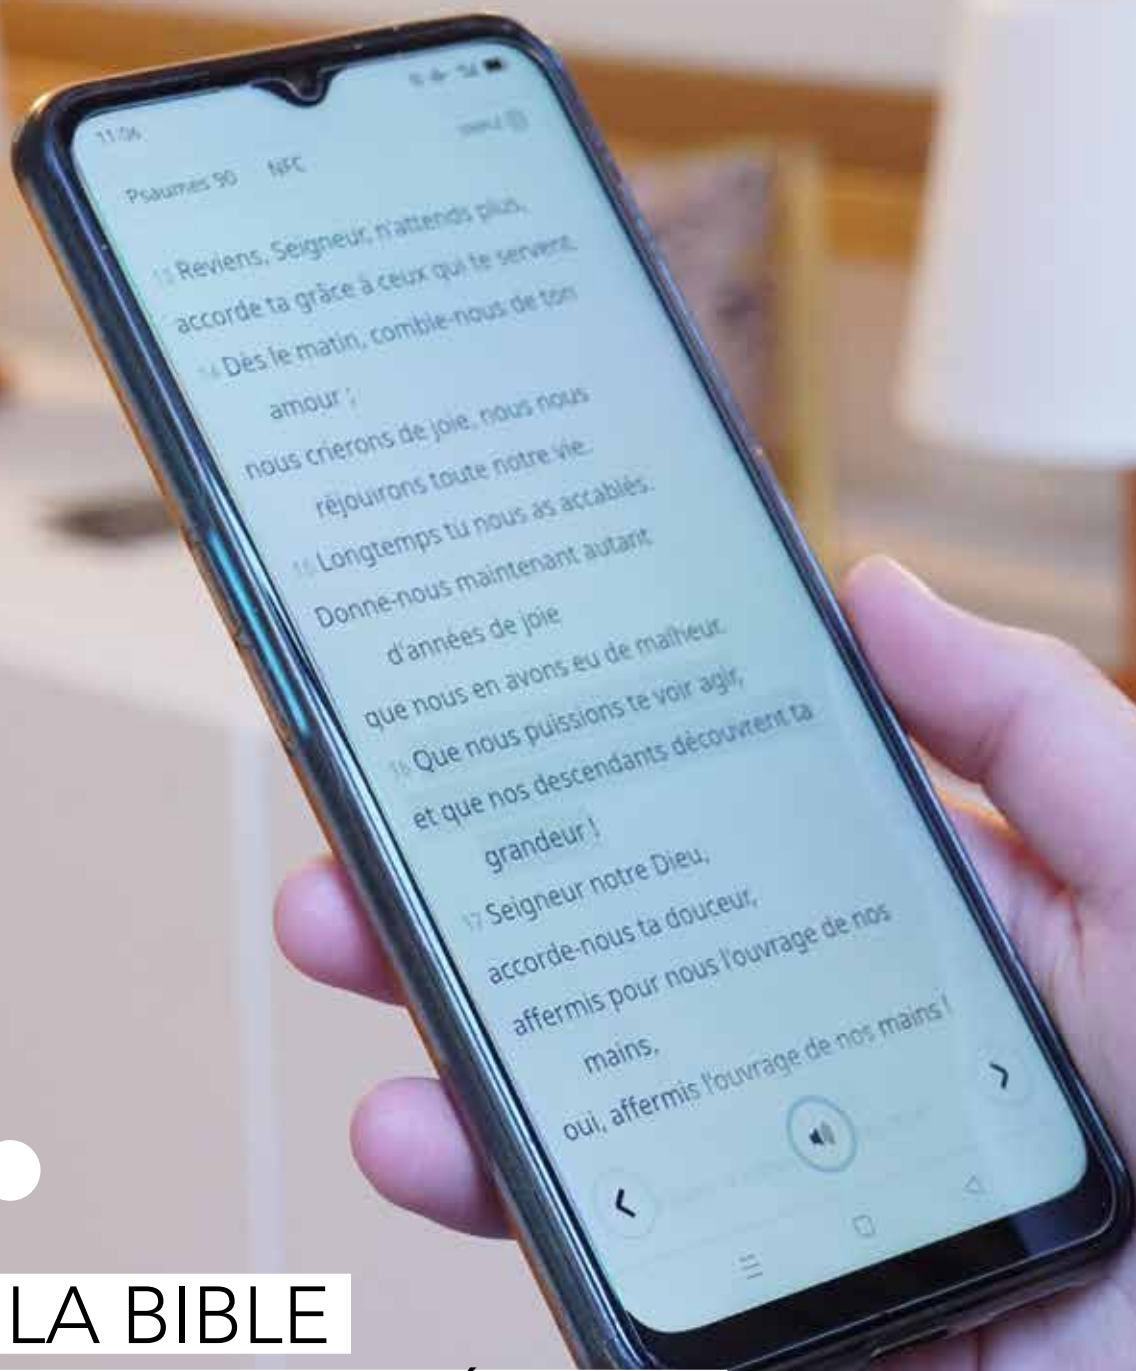 11:06
Psaumes 90 NFC
13 Reviens, Seigneur, n'attends plus,
accorde ta grâce à ceux qui te servent.
14 Dès le matin, comble-nous de ton
amour ;
nous crierons de joie, nous nous
réjouirons toute notre vie.
15 Longtemps tu nous as accablés.
Donne-nous maintenant autant
d'années de joie
que nous en avons eu de malheur.
16 Que nous puissions te voir agir,
et que nos descendants découvrent ta
grandeur !
17 Seigneur notre Dieu,
accorde-nous ta douceur,
affermis pour nous l'ouvrage de nos
mains,
oui, affermis l'ouvrage de nos mains !
LA BIBLE